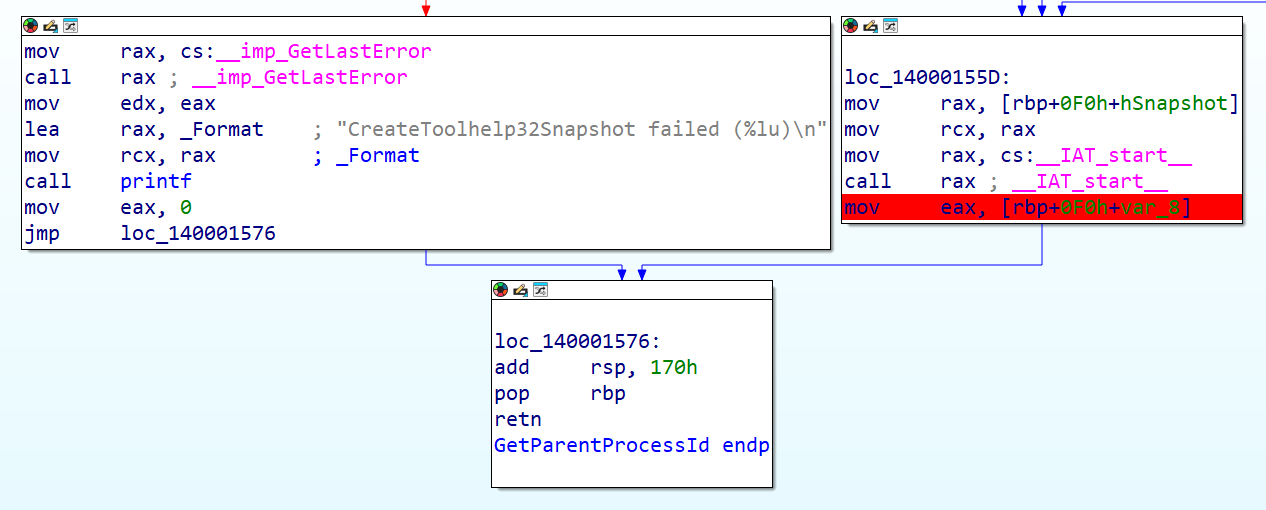 mov rax, cs:__imp_GetLastError
call rax ; __imp_GetLastError
mov edx, eax
lea rax, _Format ; "CreateToolhelp32Snapshot failed (%lu)\n"
mov rcx, rax ; _Format
call printf
mov eax, 0
jmp loc_140001576
loc_14000155D:
mov rax, [rbp+0F0h+hSnapshot]
mov rcx, rax
mov rax, cs:__IAT_start__
call rax ; __IAT_start__
mov eax, [rbp+0F0h+var_8]
loc_140001576:
add rsp, 170h
pop rbp
retn
GetParentProcessId endp